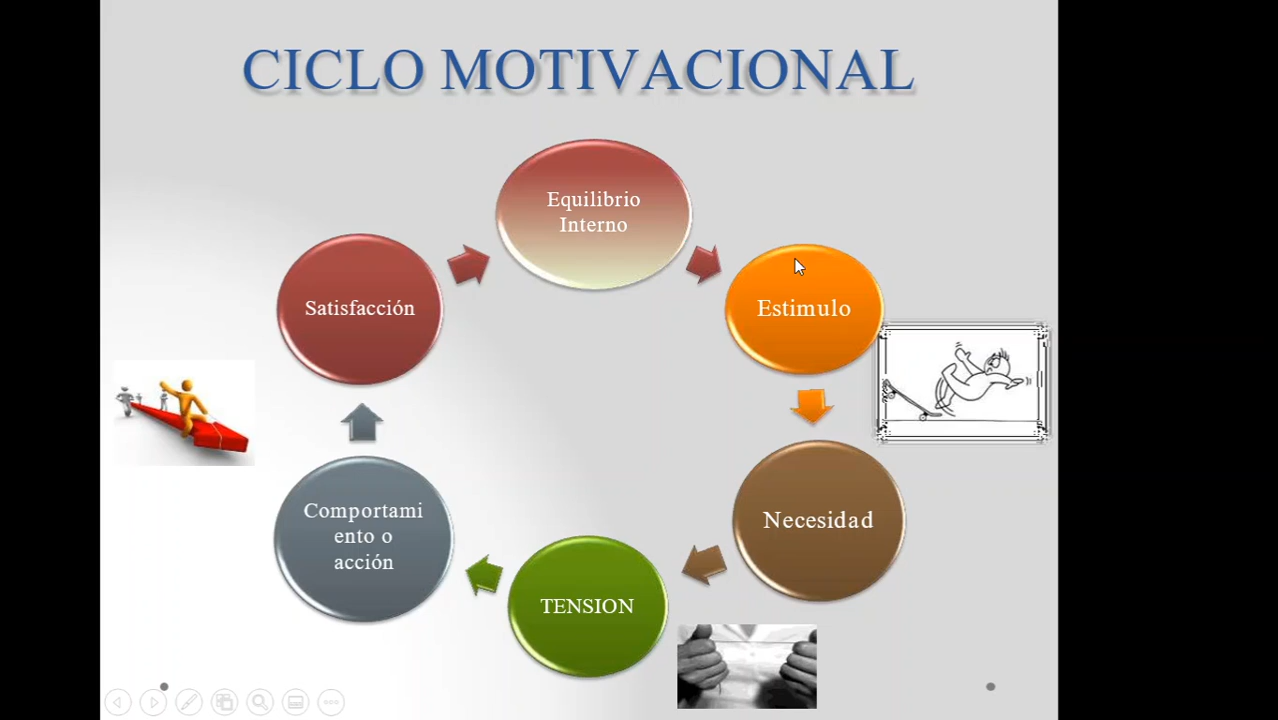 CICLO MOTIVACIONAL
Equilibrio
Interno
Estimulo
Necesidad
TENSION
Comportami
ento o
acción
Satisfacción